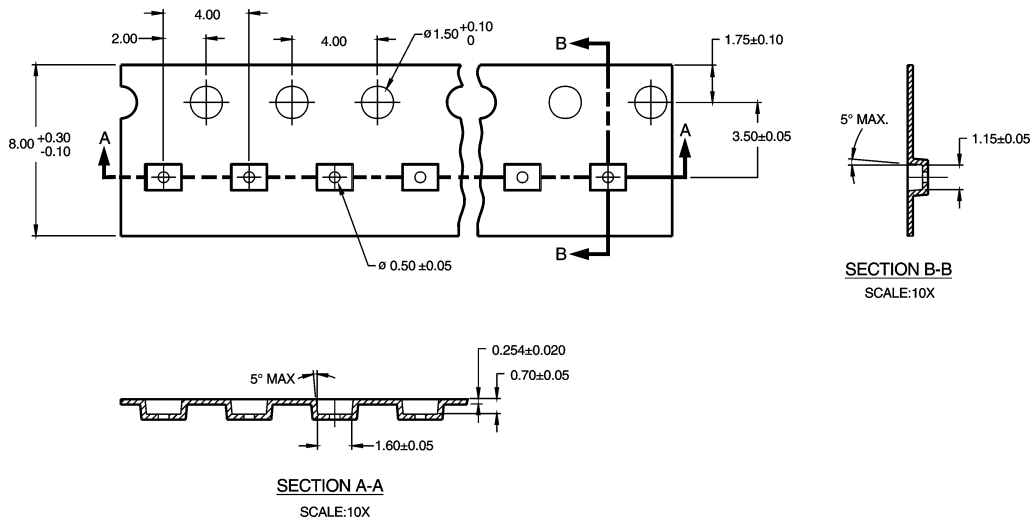 4.00
2.00
4.00
ø 1.50 +0.10
0
B
1.75±0.10
8.00 +0.30
-0.10
A
A
3.50±0.05
5° MAX.
1.15±0.05
B
ø 0.50 ±0.05
SECTION B-B
SCALE:10X
0.254±0.020
5° MAX
0.70±0.05
1.60±0.05
SECTION A-A
SCALE:10X